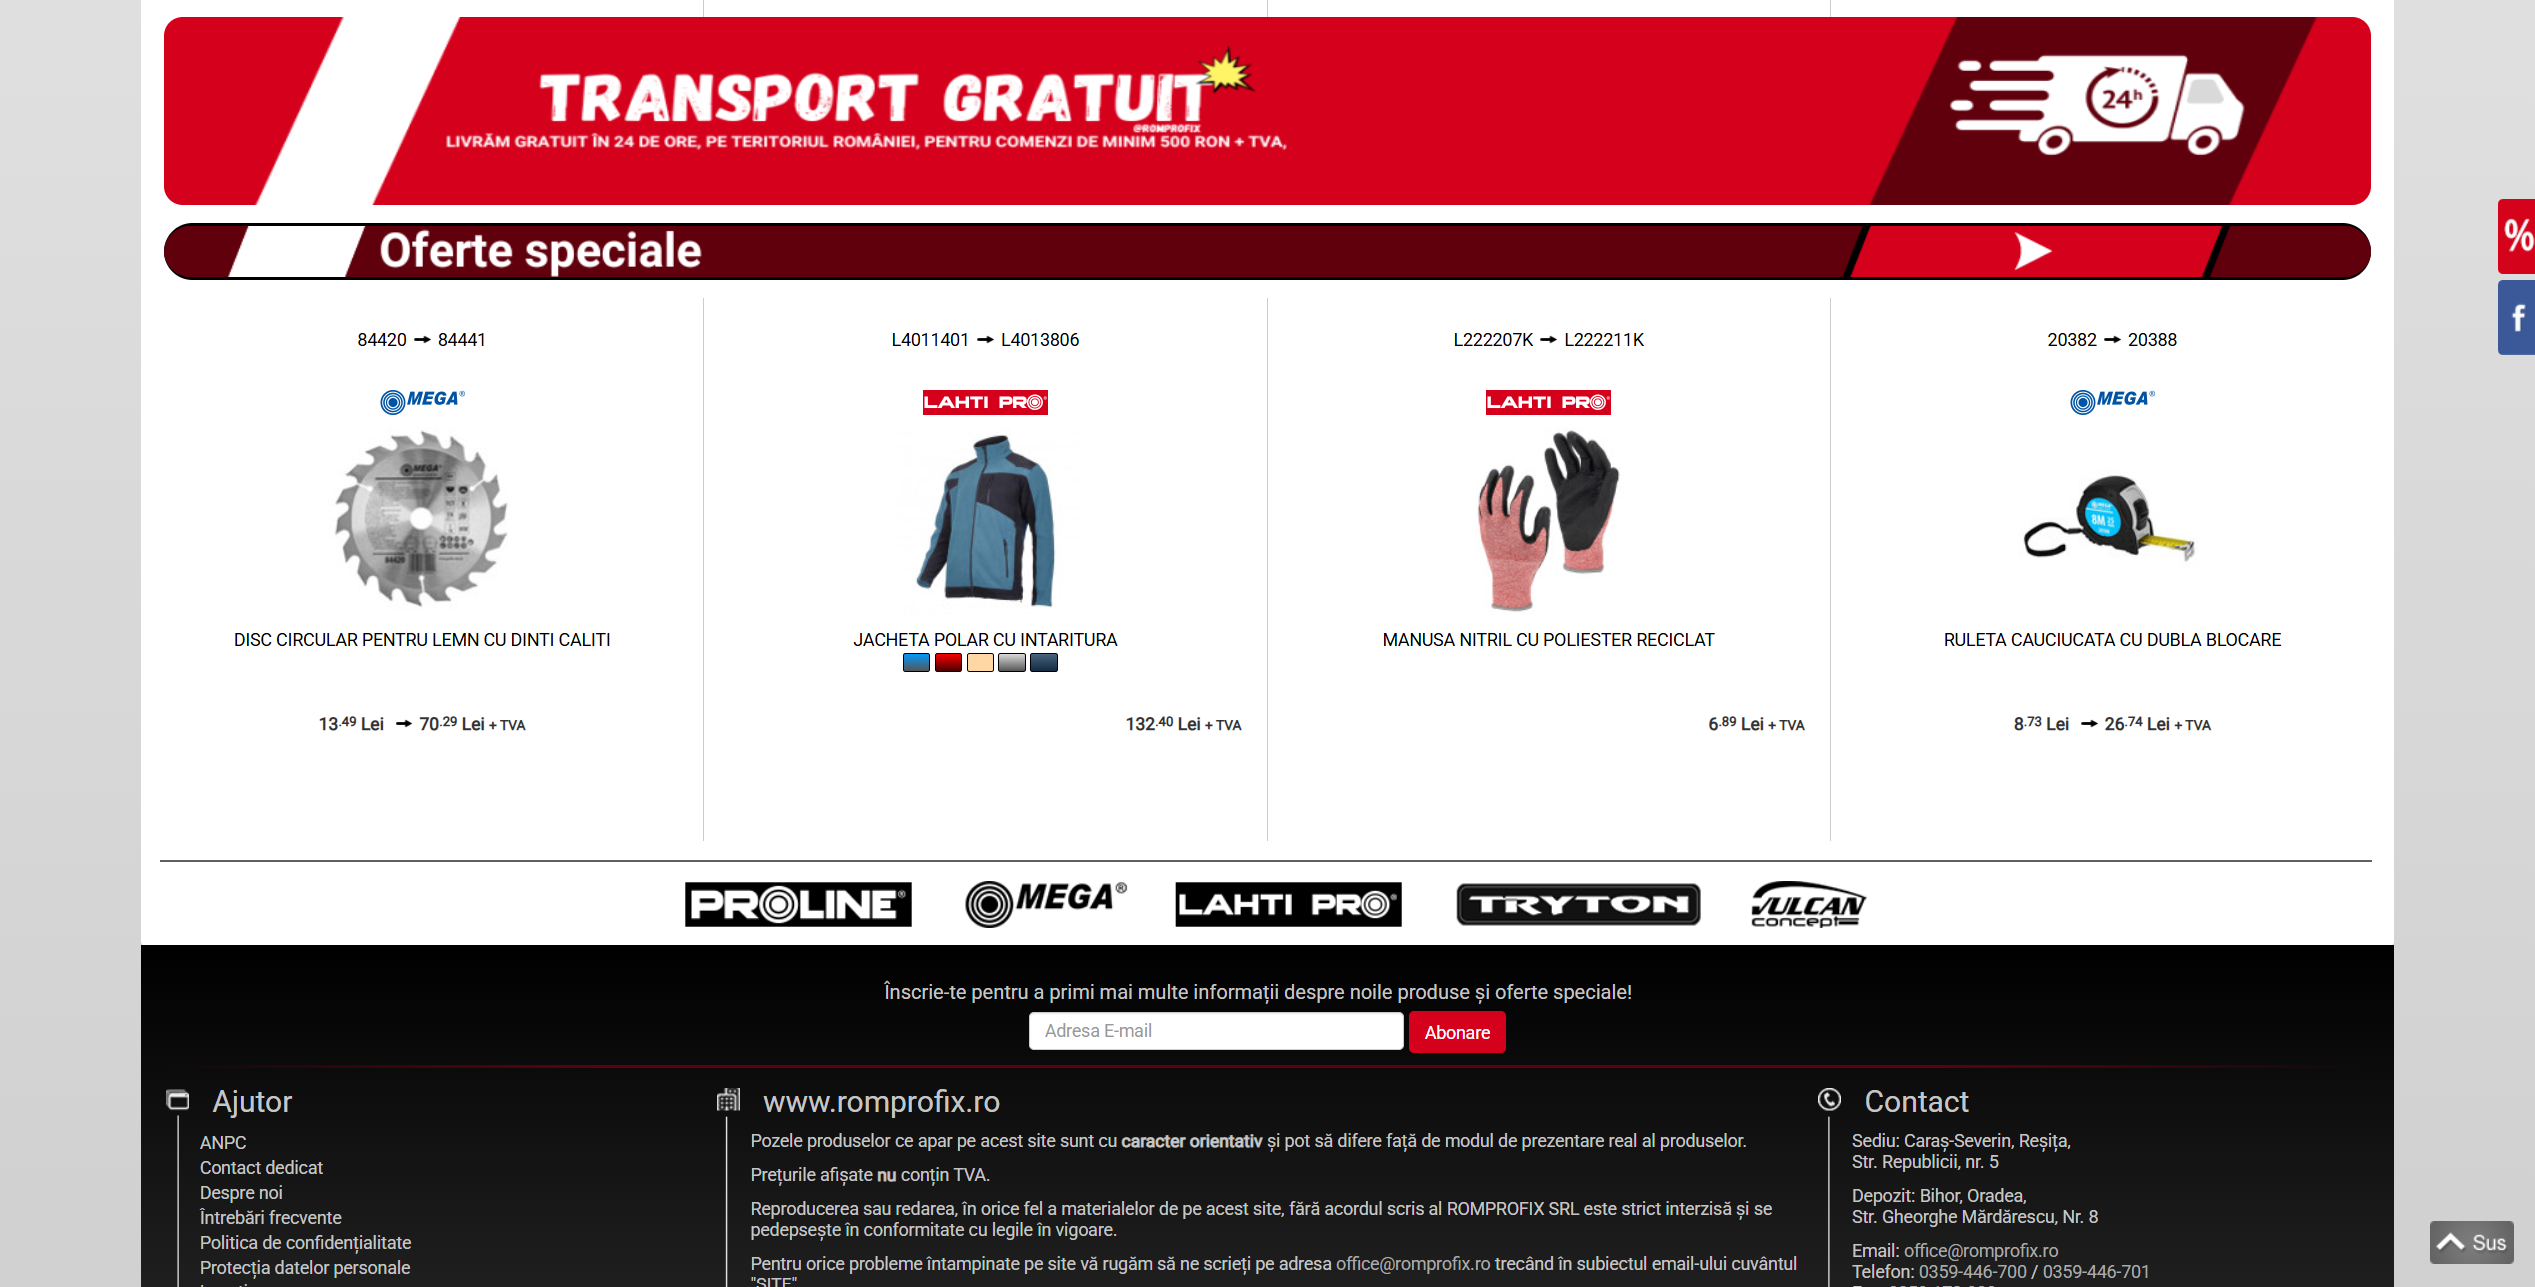 TRANSPORT GRATUIT
@ROMPROFIX
LIVRĂM GRATUIT ÎN 24 DE ORE, PE TERITORIUL ROMÂNIEI, PENTRU COMENZI DE MINIM 500 RON + TVA,
24h
%
f
Oferte speciale
84420 → 84441
MEGA®
MEGA
84420
DISC CIRCULAR PENTRU LEMN CU DINTI CALITI
13.49 Lei → 70.29 Lei + TVA
L4011401 → L4013806
LAHTI PRO®
JACHETA POLAR CU INTARITURA
132.40 Lei + TVA
L222207K → L222211K
LAHTI PRO®
MANUSA NITRIL CU POLIESTER RECICLAT
6.89 Lei + TVA
20382 → 20388
MEGA®
8M
RULETA CAUCIUCATA CU DUBLA BLOCARE
8.73 Lei → 26.74 Lei + TVA
PROLINE® MEGA® LAHTI PRO® TRYTON VULCAN concept
Înscrie-te pentru a primi mai multe informații despre noile produse și oferte speciale!
Adresa E-mail Abonare
Ajutor
ANPC
Contact dedicat
Despre noi
Întrebări frecvente
Politica de confidențialitate
Protecția datelor personale
www.romprofix.ro
Pozele produselor ce apar pe acest site sunt cu caracter orientativ și pot să difere față de modul de prezentare real al produselor.
Prețurile afișate nu conțin TVA.
Reproducerea sau redarea, în orice fel a materialelor de pe acest site, fără acordul scris al ROMPROFIX SRL este strict interzisă și se
pedepsește în conformitate cu legile în vigoare.
Pentru orice probleme întampinate pe site vă rugăm să ne scrieți pe adresa office@romprofix.ro trecând în subiectul email-ului cuvântul
"SITE"
Contact
Sediu: Caraș-Severin, Reșița,
Str. Republicii, nr. 5
Depozit: Bihor, Oradea,
Str. Gheorghe Mărdărescu, Nr. 8
Email: office@romprofix.ro
Telefon: 0359-446-700 / 0359-446-701
Sus